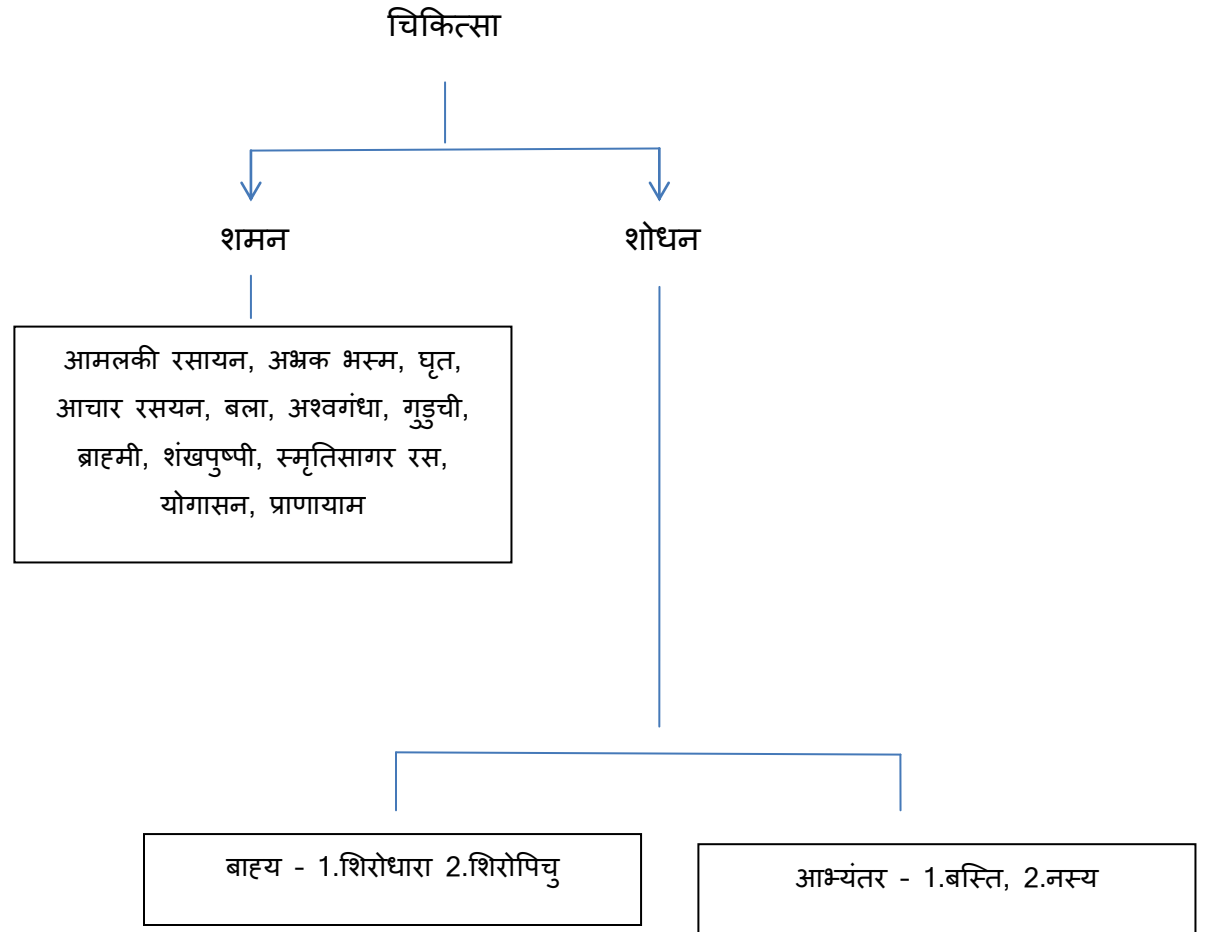 चिकित्सा
शमन
शोधन
आमलकी रसायन, अभ्रक भस्म, घृत,
आचार रसयन, बला, अश्वगंधा, गुडुची,
ब्राह्मी, शंखपुष्पी, स्मृतिसागर रस,
योगासन, प्राणायाम
बाह्य - 1.शिरोधारा 2.शिरोपिचु
आभ्यंतर - 1.बस्ति, 2.नस्य